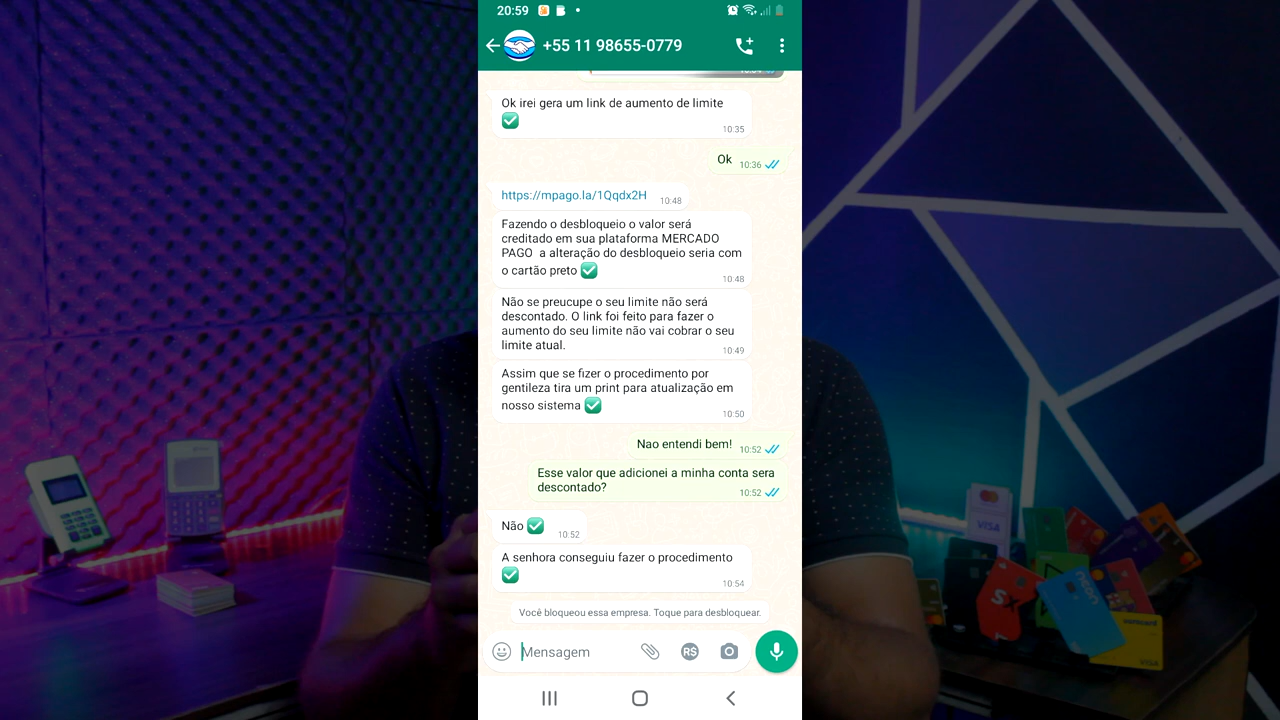 20:59
+55 11 98655-0779
Ok irei gera um link de aumento de limite
✅
10:35
Ok 10:36
https://mpago.la/1Qqdx2H 10:48
Fazendo o desbloqueio o valor será
creditado em sua plataforma MERCADO
PAGO a alteração do desbloqueio seria com
o cartão preto ✅
10:48
Não se preucupe o seu limite não será
descontado. O link foi feito para fazer o
aumento do seu limite não vai cobrar o seu
limite atual.
10:49
Assim que se fizer o procedimento por
gentileza tira um print para atualização em
nosso sistema ✅
10:50
Nao entendi bem! 10:52
Esse valor que adicionei a minha conta sera
descontado?
10:52
Não ✅ 10:52
A senhora conseguiu fazer o procedimento
✅
10:54
Você bloqueou essa empresa. Toque para desbloquear.
Mensagem
R$
VISA
neon
VISA